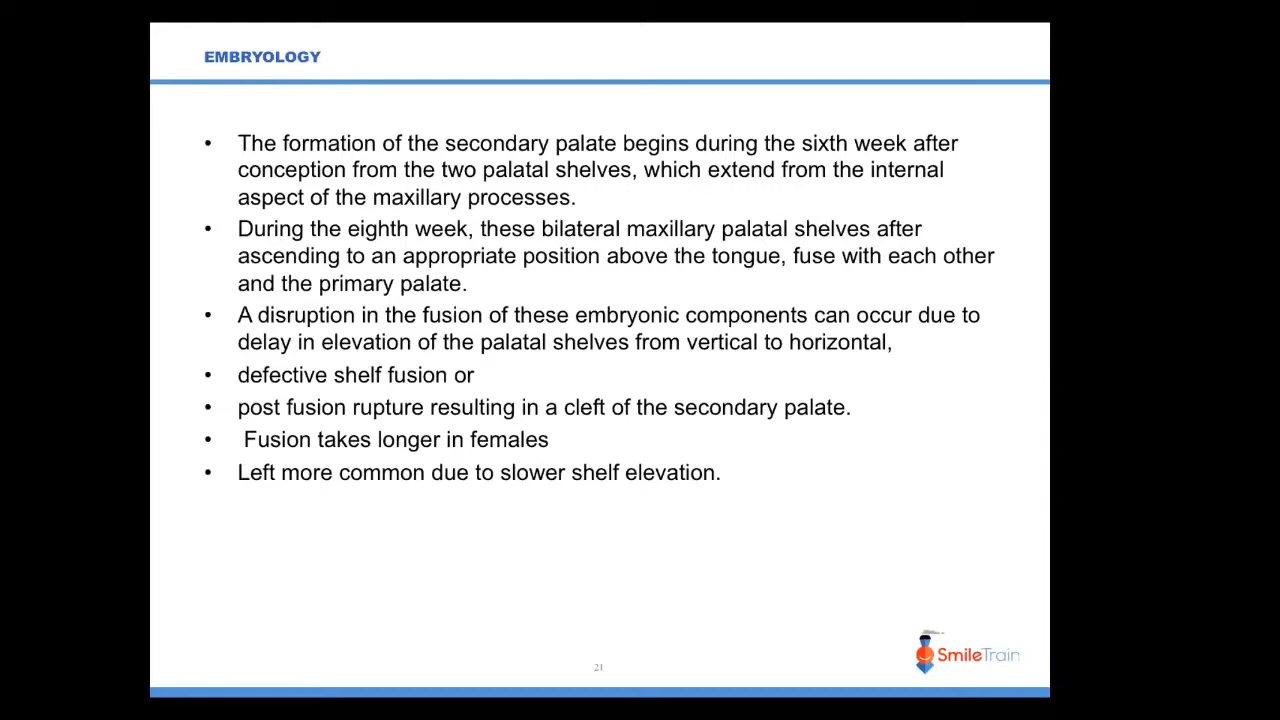 EMBRYOLOGY
• The formation of the secondary palate begins during the sixth week after
conception from the two palatal shelves, which extend from the internal
aspect of the maxillary processes.
• During the eighth week, these bilateral maxillary palatal shelves after
ascending to an appropriate position above the tongue, fuse with each other
and the primary palate.
• A disruption in the fusion of these embryonic components can occur due to
delay in elevation of the palatal shelves from vertical to horizontal,
• defective shelf fusion or
• post fusion rupture resulting in a cleft of the secondary palate.
• Fusion takes longer in females
• Left more common due to slower shelf elevation.
SmileTrain
21